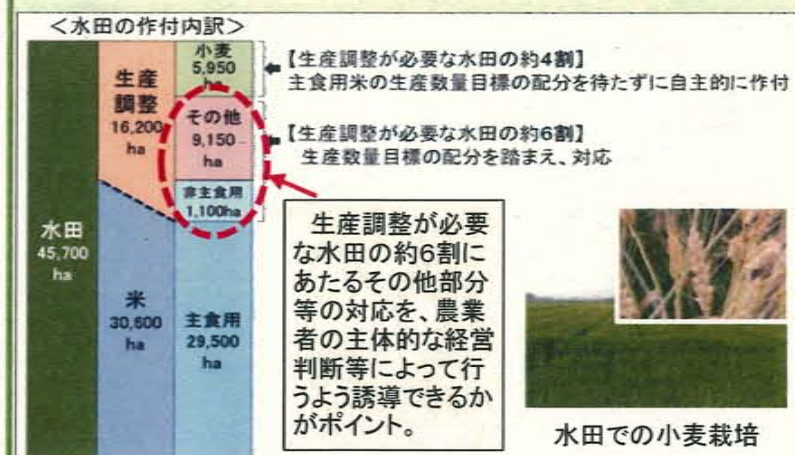 <水田の作付内訳>
水田
45,700
ha
生産
調整
16,200
ha
米
30,600
ha
小麦
5,950
ha
その他
9,150
ha
非主食用
1,100ha
主食用
29,500
ha
【生産調整が必要な水田の約4割】
主食用米の生産数量目標の配分を待たずに自主的に作付
【生産調整が必要な水田の約6割】
生産数量目標の配分を踏まえ、対応
生産調整が必要
な水田の約6割に
あたるその他部分
等の対応を、農業
者の主体的な経営
判断等によって行
うよう誘導できるか
がポイント。
水田での小麦栽培